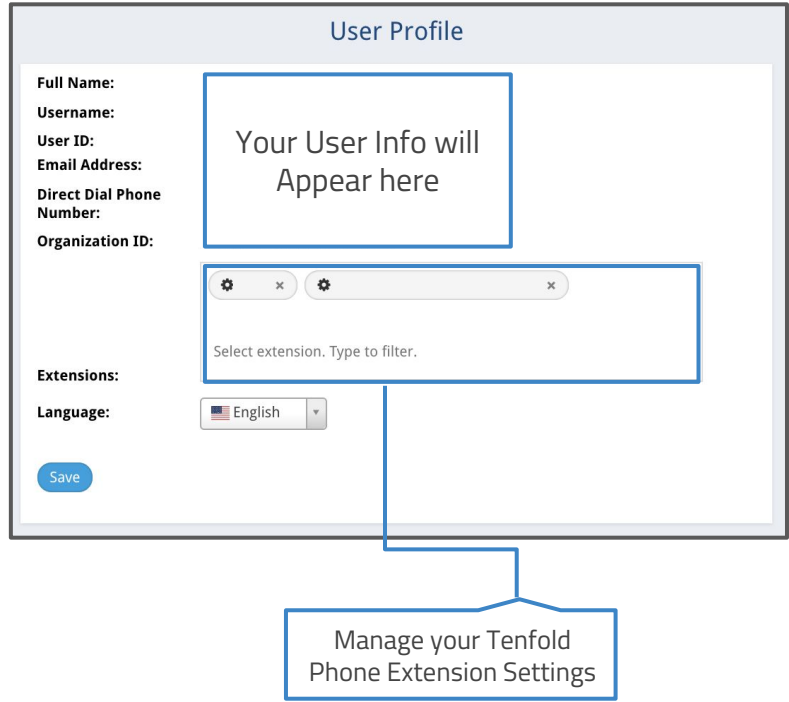 User Profile
Full Name:
Username:
User ID:
Email Address:
Direct Dial Phone
Number:
Organization ID:
Your User Info will
Appear here
Select extension. Type to filter.
Extensions:
Language:
English
Save
Manage your Tenfold
Phone Extension Settings